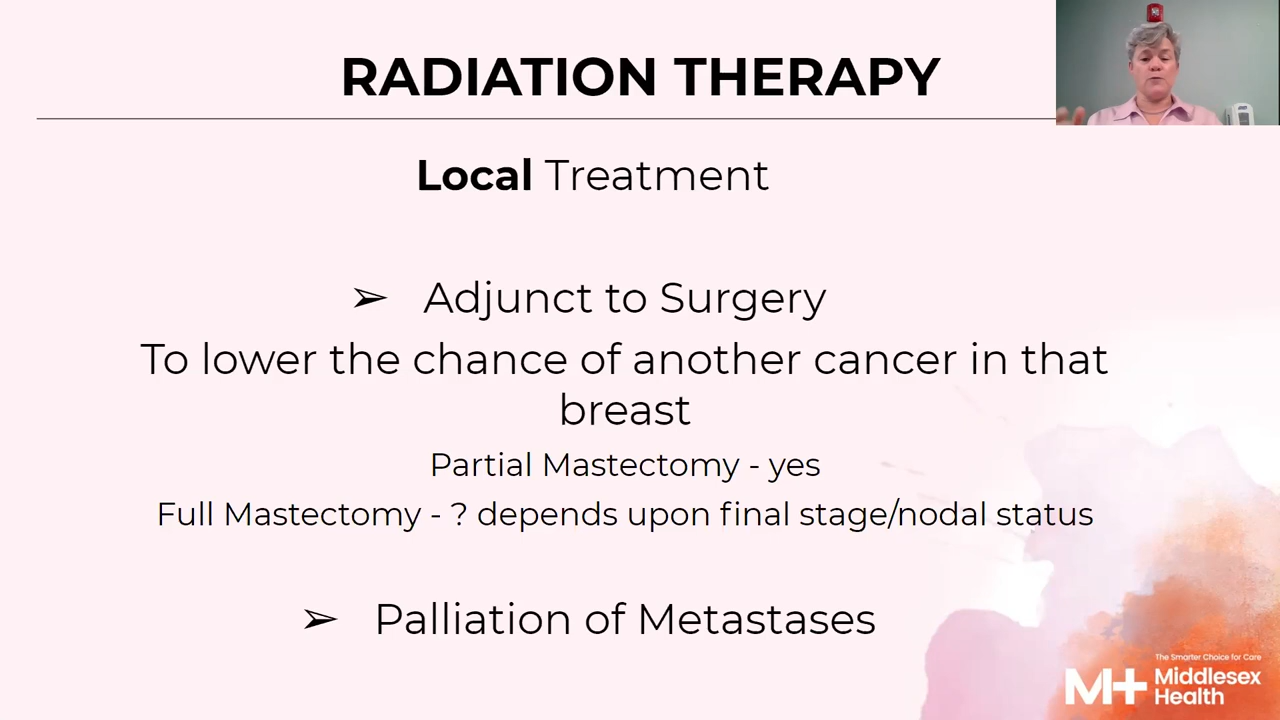 RADIATION THERAPY
Local Treatment
➢ Adjunct to Surgery
To lower the chance of another cancer in that
breast
Partial Mastectomy - yes
Full Mastectomy - ? depends upon final stage/nodal status
➢ Palliation of Metastases
The Smarter Choice for Care
M+ Middlesex
Health